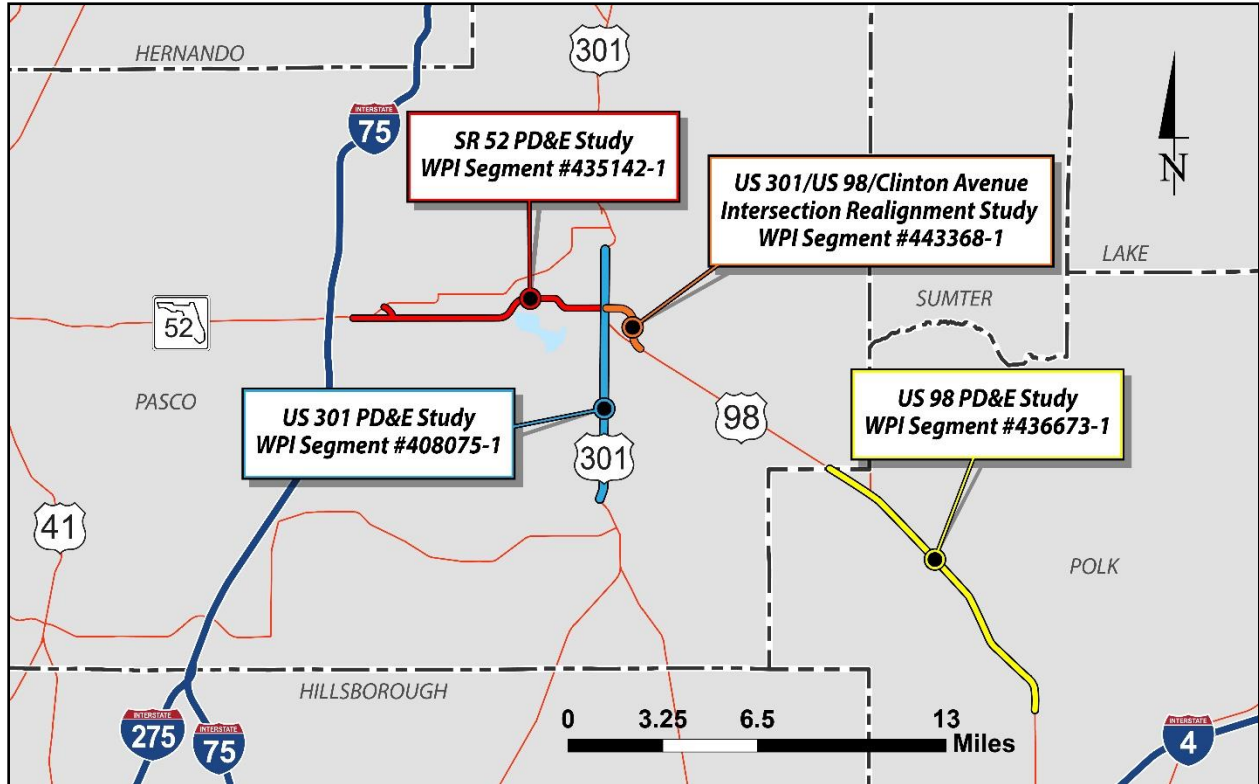 HERNANDO
301
INTERSTATE
75
N
SR 52 PD&E Study
WPI Segment #435142-1
US 301/US 98/Clinton Avenue
Intersection Realignment Study
WPI Segment #443368-1
LAKE
SUMTER
52
PASCO
US 301 PD&E Study
WPI Segment #408075-1
98
US 98 PD&E Study
WPI Segment #436673-1
301
41
POLK
HILLSBOROUGH
INTERSTATE
275
INTERSTATE
75
0 3.25 6.5 13
Miles
INTERSTATE
4